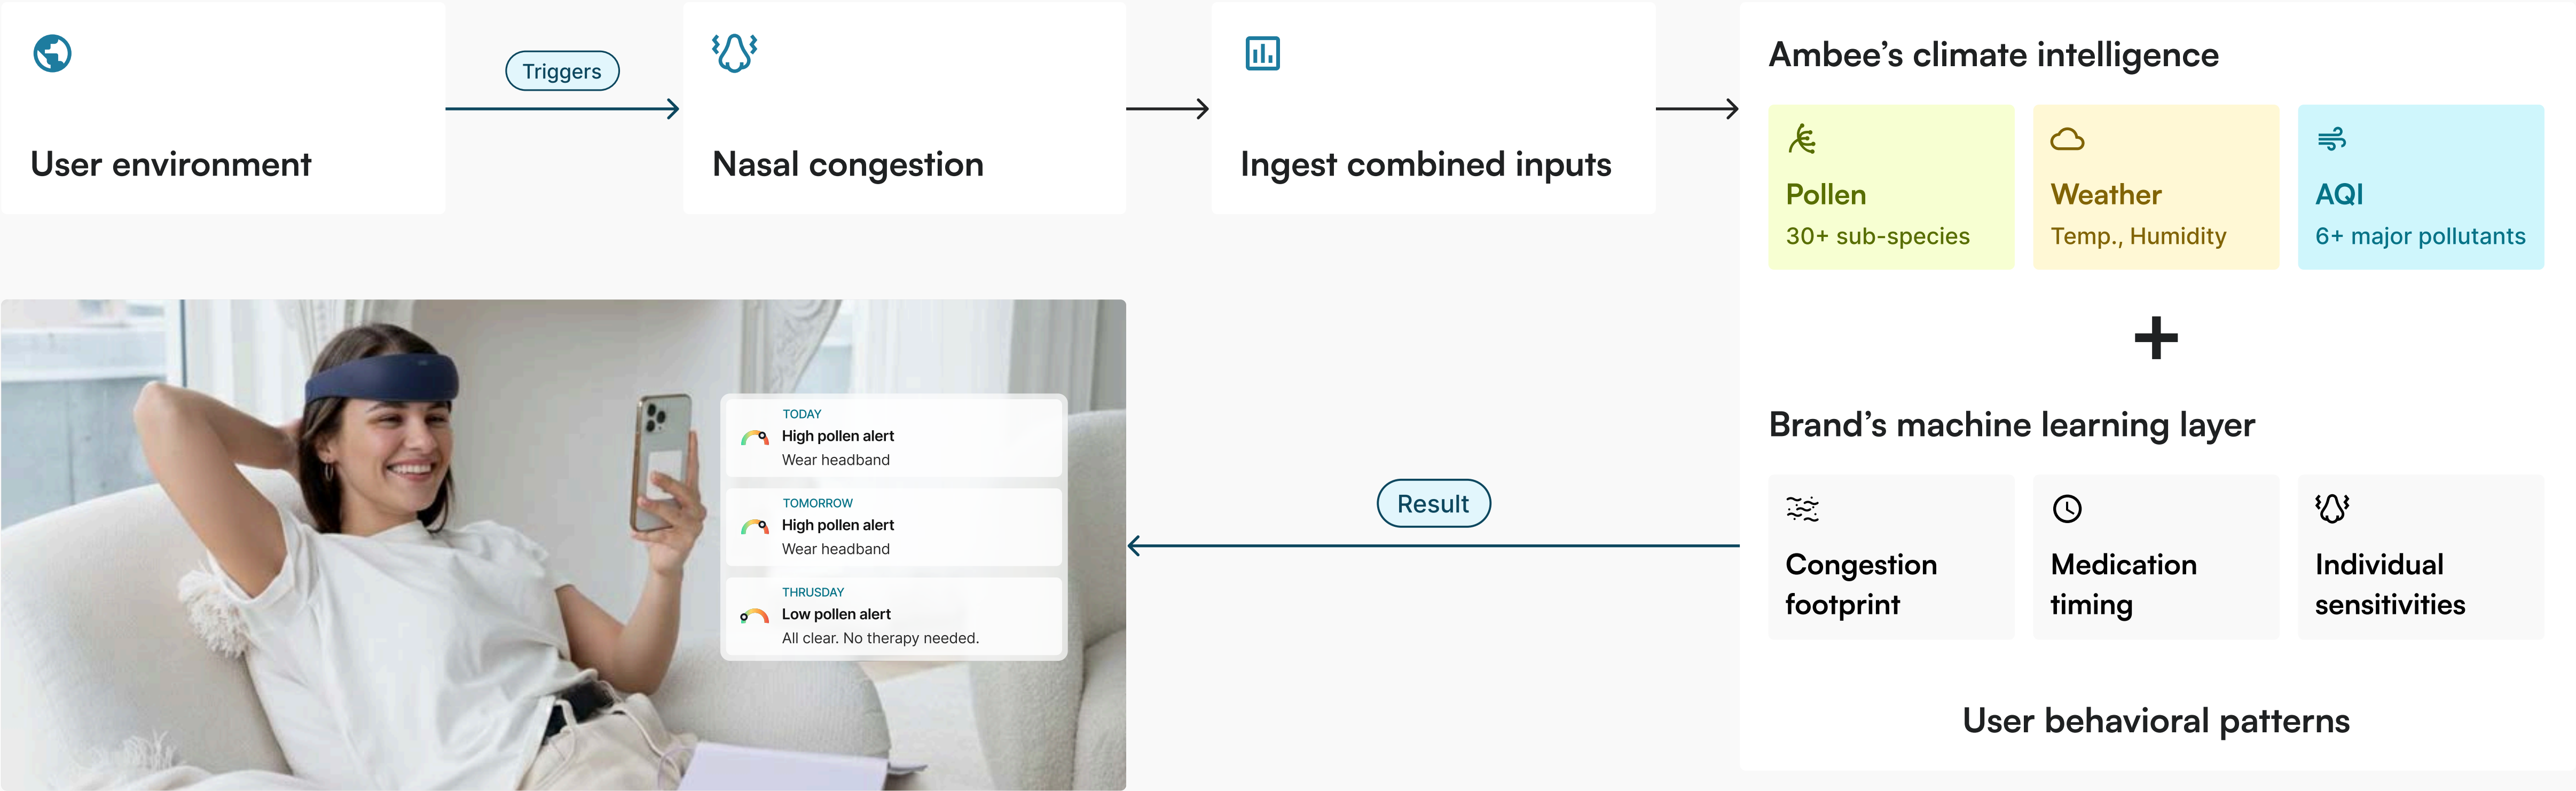 User environment
Triggers
Nasal congestion
Ingest combined inputs
Ambee’s climate intelligence
Pollen
30+ sub-species
Weather
Temp., Humidity
AQI
6+ major pollutants
Brand’s machine learning layer
Congestion
footprint
Medication
timing
Individual
sensitivities
User behavioral patterns
Result
TODAY
High pollen alert
Wear headband
TOMORROW
High pollen alert
Wear headband
THRUSDAY
Low pollen alert
All clear. No therapy needed.